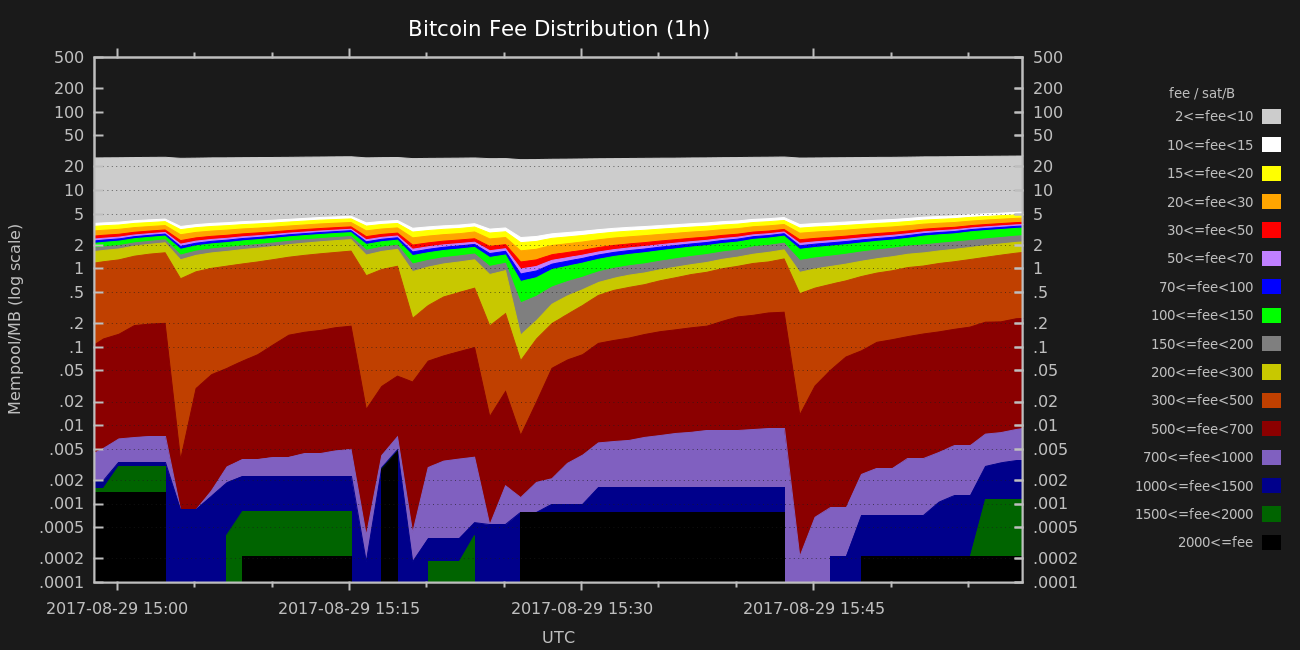 Bitcoin Fee Distribution (1h)
500 500
200 200
100 100
50 50
20 20
10 10
5 5
2 2
1 1
.5 .5
.2 .2
.1 .1
.05 .05
.02 .02
.01 .01
.005 .005
.002 .002
.001 .001
.0005 .0005
.0002 .0002
.0001 .0001
Mempool/MB (log scale)
2017-08-29 15:00 2017-08-29 15:15 2017-08-29 15:30 2017-08-29 15:45
UTC
fee / sat/B
2<=fee<10
10<=fee<15
15<=fee<20
20<=fee<30
30<=fee<50
50<=fee<70
70<=fee<100
100<=fee<150
150<=fee<200
200<=fee<300
300<=fee<500
500<=fee<700
700<=fee<1000
1000<=fee<1500
1500<=fee<2000
2000<=fee